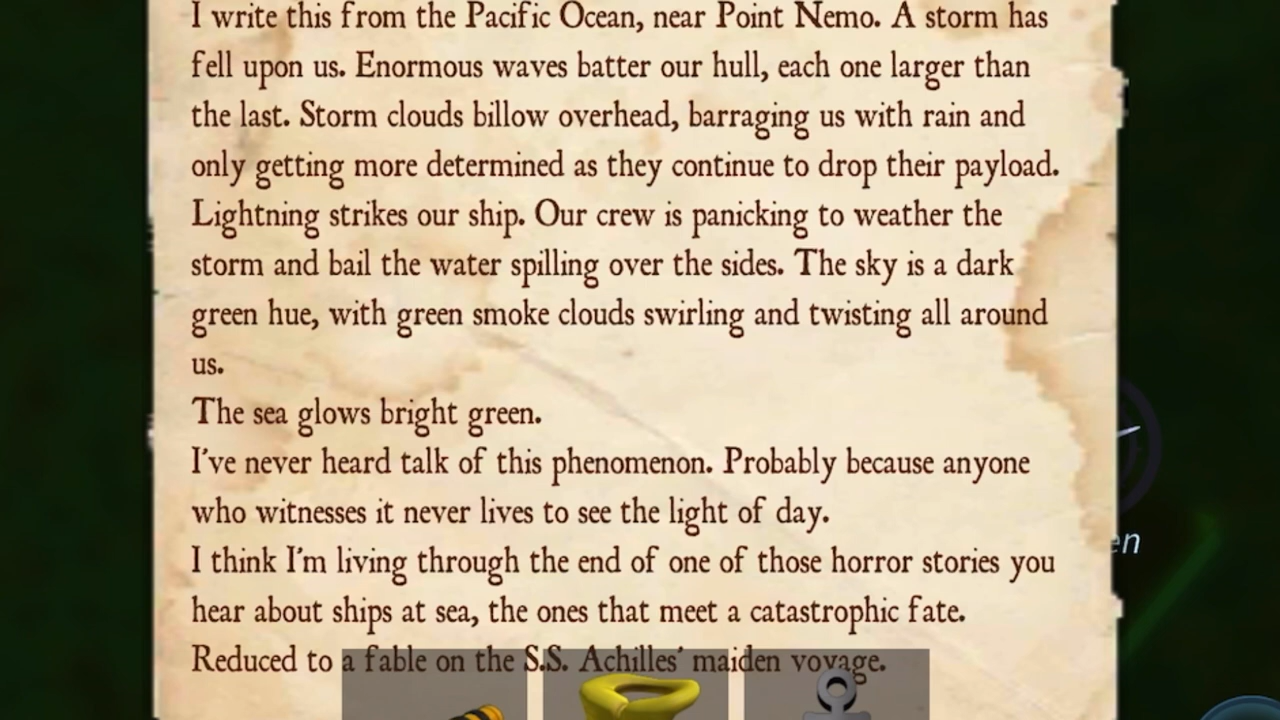 I write this from the Pacific Ocean, near Point Nemo. A storm has
fell upon us. Enormous waves batter our hull, each one larger than
the last. Storm clouds billow overhead, barraging us with rain and
only getting more determined as they continue to drop their payload.
Lightning strikes our ship. Our crew is panicking to weather the
storm and bail the water spilling over the sides. The sky is a dark
green hue, with green smoke clouds swirling and twisting all around
us.
The sea glows bright green.
I've never heard talk of this phenomenon. Probably because anyone
who witnesses it never lives to see the light of day.
I think I'm living through the end of one of those horror stories you
hear about ships at sea, the ones that meet a catastrophic fate.
Reduced to a fable on the S.S. Achilles' maiden voyage.